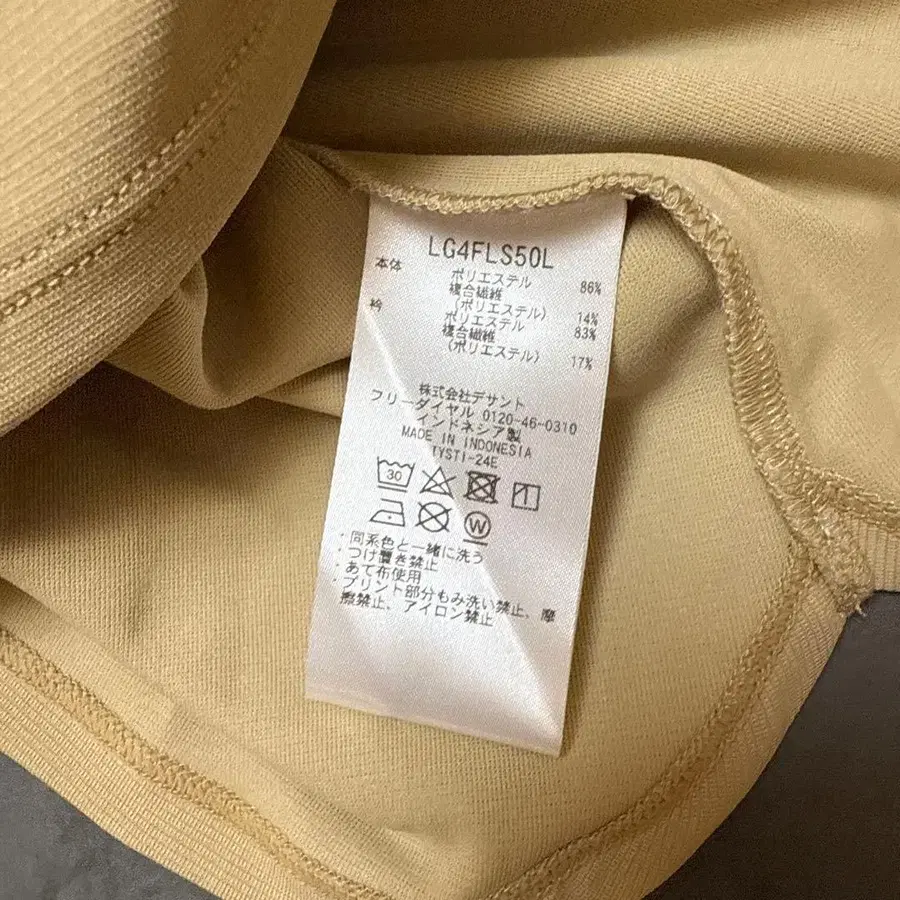 LG4FLS50L
本体 ポリエステル 86%
複合繊維
(ポリエステル) 14%
衿 ポリエステル 83%
複合繊維
(ポリエステル) 17%
株式会社デサント
フリーダイヤル 0120-46-0310
インドネシア製
MADE IN INDONESIA
TYSTI-24E
30
W
・同系色と一緒に洗う
・つけ置き禁止
・あて布使用
・プリント部分もみ洗い禁止、摩
擦禁止、アイロン禁止